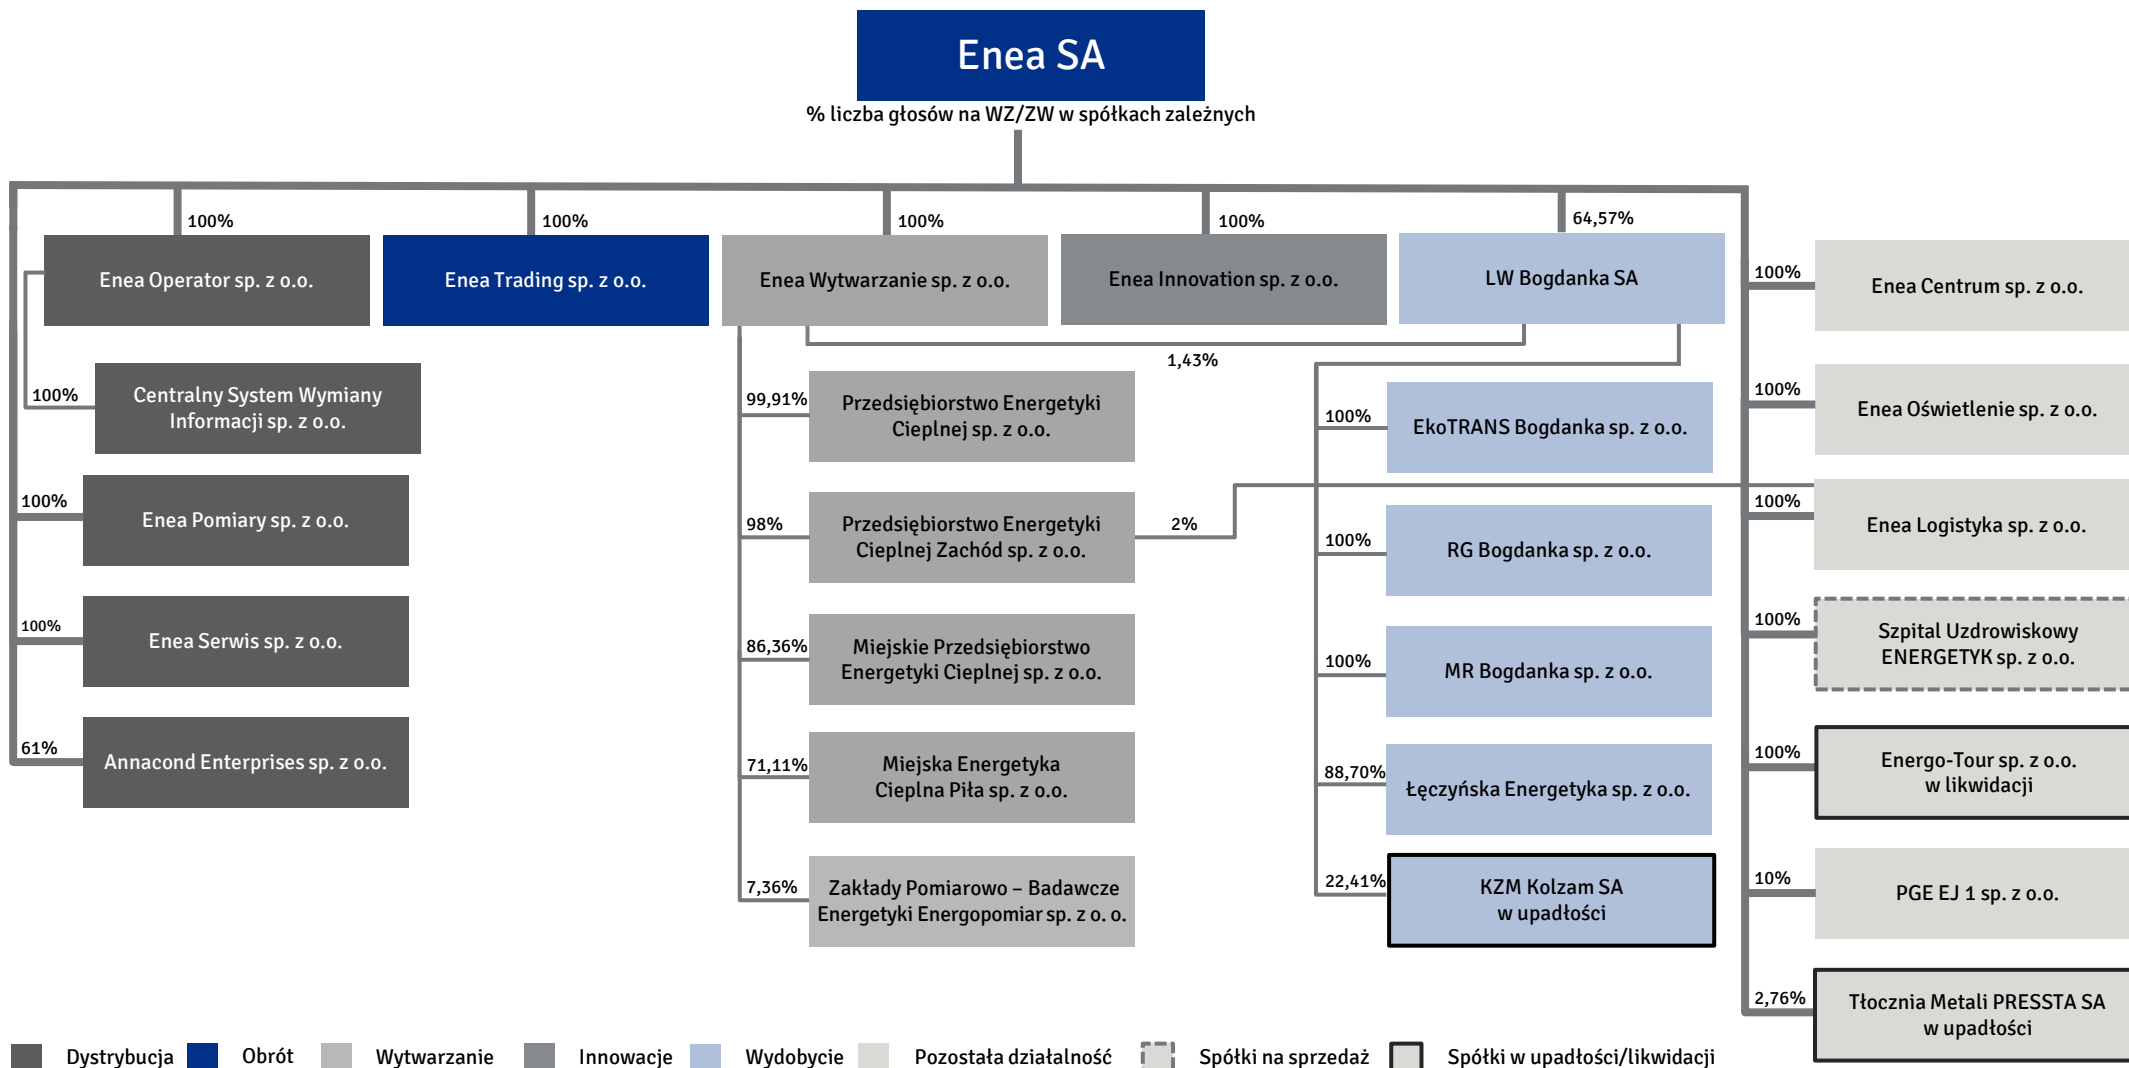 Enea SA
% liczba głosów na WZ/ZW w spółkach zależnych
100%
100%
100%
100%
64,57%
Enea Operator sp. z o.o.
Enea Trading sp. z o.o.
Enea Wytwarzanie sp. z o.o.
Enea Innovation sp. z o.o.
LW Bogdanka SA
1,43%
100%
Centralny System Wymiany
Informacji sp. z o.o.
100%
Enea Pomiary sp. z o.o.
100%
Enea Serwis sp. z o.o.
61%
Annacond Enterprises sp. z o.o.
99,91%
Przedsiębiorstwo Energetyki
Cieplnej sp. z o.o.
98%
Przedsiębiorstwo Energetyki
Cieplnej Zachód sp. z o.o.
2%
86,36%
Miejskie Przedsiębiorstwo
Energetyki Cieplnej sp. z o.o.
71,11%
Miejska Energetyka
Cieplna Piła sp. z o.o.
7,36%
Zakłady Pomiarowo – Badawcze
Energetyki Energopomiar sp. z o. o.
100%
EkoTRANS Bogdanka sp. z o.o.
100%
RG Bogdanka sp. z o.o.
100%
MR Bogdanka sp. z o.o.
88,70%
Łęczyńska Energetyka sp. z o.o.
22,41%
KZM Kolzam SA
w upadłości
100%
Enea Centrum sp. z o.o.
100%
Enea Oświetlenie sp. z o.o.
100%
Enea Logistyka sp. z o.o.
100%
Szpital Uzdrowiskowy
ENERGETYK sp. z o.o.
100%
Energo-Tour sp. z o.o.
w likwidacji
10%
PGE EJ 1 sp. z o.o.
2,76%
Tłocznia Metali PRESSTA SA
w upadłości
Dystrybucja
Obrót
Wytwarzanie
Innowacje
Wydobycie
Pozostała działalność
Spółki na sprzedaż
Spółki w upadłości/likwidacji